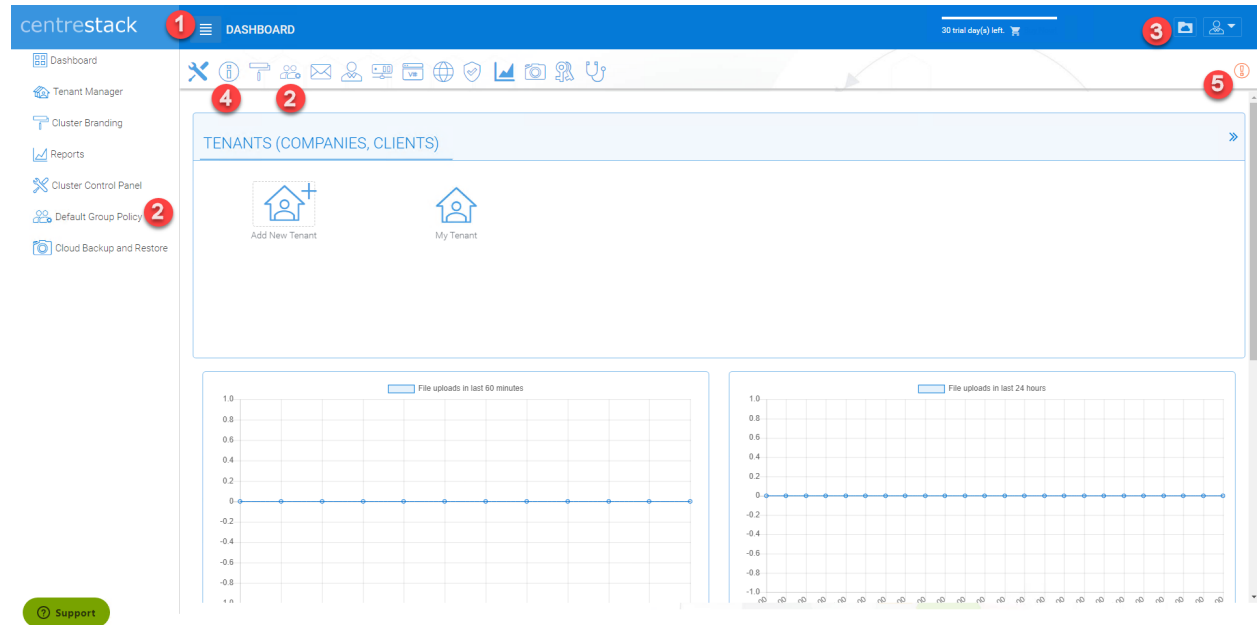 centrestack
1
DASHBOARD
30 trial day(s) left.
3
Dashboard
Tenant Manager
Cluster Branding
Reports
Cluster Control Panel
Default Group Policy
2
Cloud Backup and Restore
Support
4
2
5
TENANTS (COMPANIES, CLIENTS)
Add New Tenant
My Tenant
File uploads in last 60 minutes
1.0
0.8
0.6
0.4
0.2
0
-0.2
-0.4
-0.6
-0.8
File uploads in last 24 hours
1.0
0.8
0.6
0.4
0.2
0
-0.2
-0.4
-0.6
-0.8
-1.0